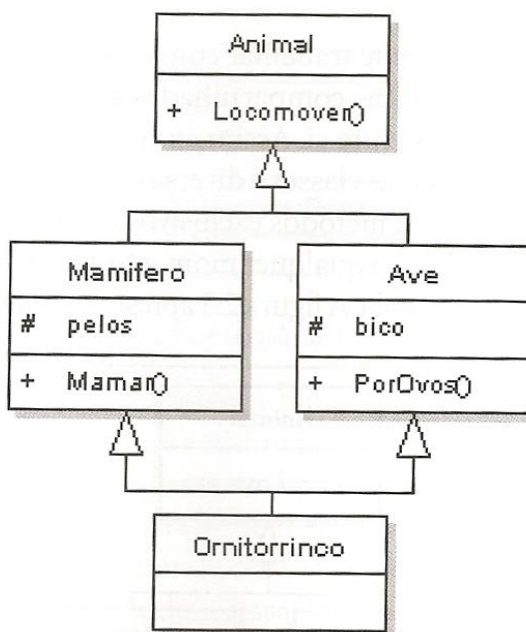 Animal
+ Locomover()
Mamifero
# pelos
+ Mamar()
Ave
# bico
+ PorOvos()
Ornitorrinco